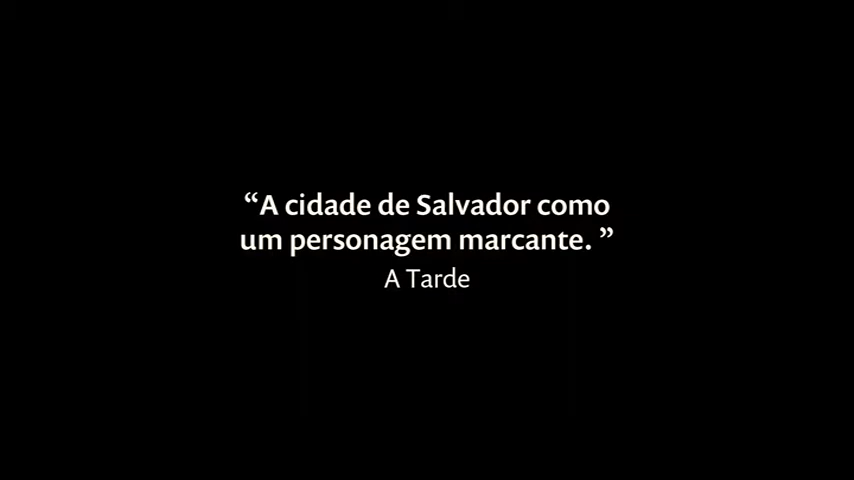 “A cidade de Salvador como
um personagem marcante. ”
A Tarde